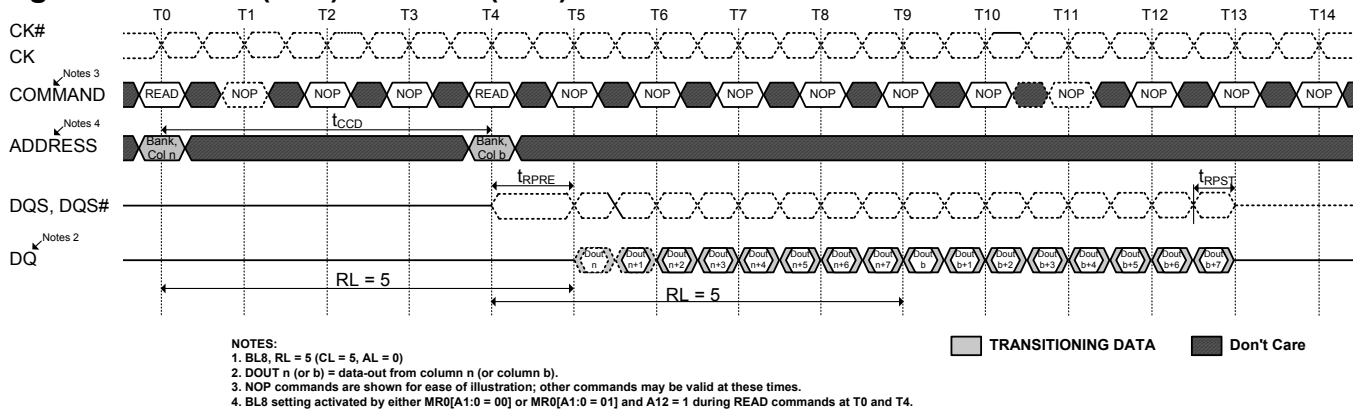 T0 T1 T2 T3 T4 T5 T6 T7 T8 T9 T10 T11 T12 T13 T14
CK#
CK
Notes 3
COMMAND READ NOP NOP NOP READ NOP NOP NOP NOP NOP NOP NOP NOP NOP NOP
Notes 4
tCCD
ADDRESS
Bank, Col n Bank, Col b
tRPRE tRPST
DQS, DQS#
Notes 2
DQ
Dout n Dout n+1 Dout n+2 Dout n+3 Dout n+4 Dout n+5 Dout n+6 Dout n+7 Dout b Dout b+1 Dout b+2 Dout b+3 Dout b+4 Dout b+5 Dout b+6 Dout b+7
RL = 5 RL = 5
NOTES:
1. BL8, RL = 5 (CL = 5, AL = 0)
2. DOUT n (or b) = data-out from column n (or column b).
3. NOP commands are shown for ease of illustration; other commands may be valid at these times.
4. BL8 setting activated by either MR0[A1:0 = 00] or MR0[A1:0 = 01] and A12 = 1 during READ commands at T0 and T4.
TRANSITIONING DATA Don't Care